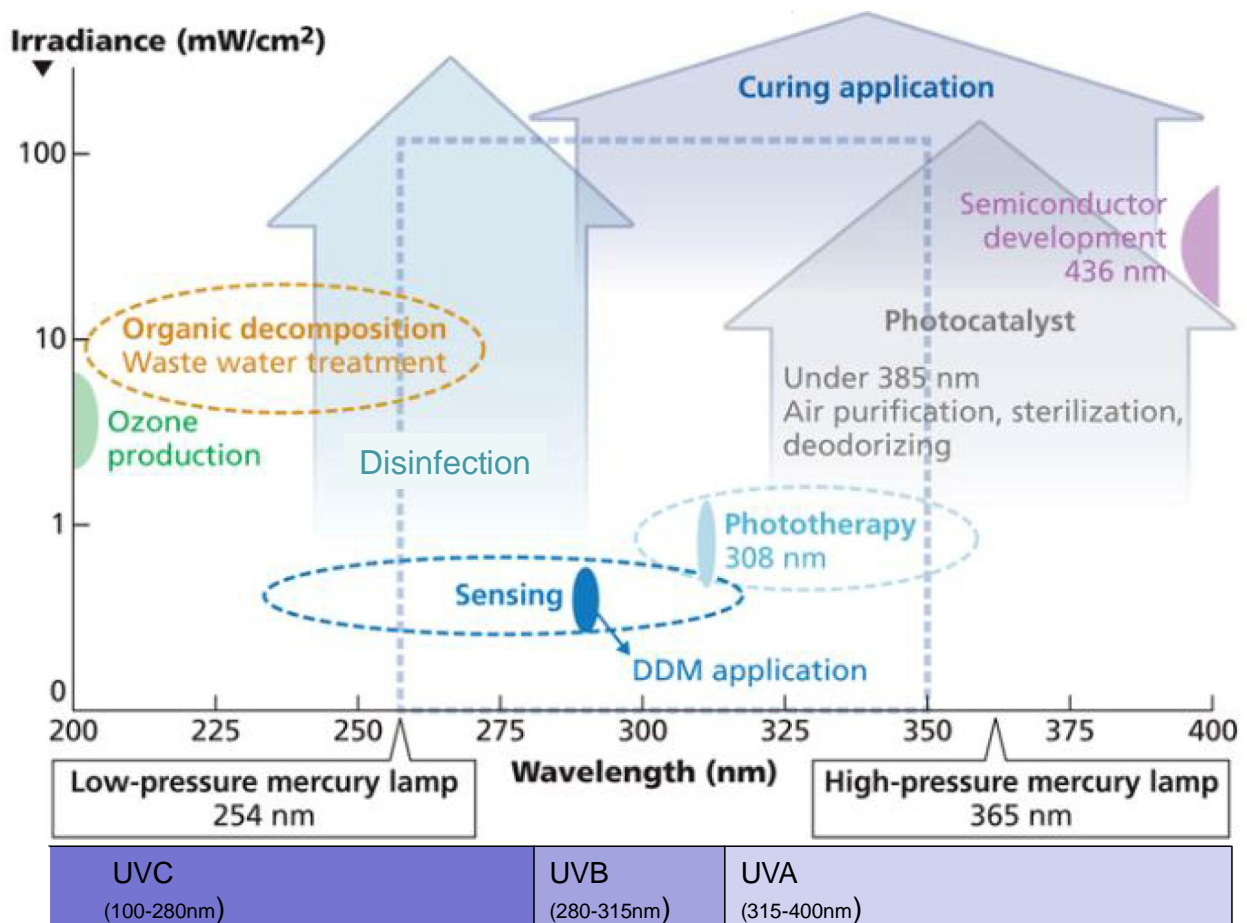 Irradiance (mW/cm²)
100
10
1
0
Curing application
Semiconductor
development
436 nm
Organic decomposition
Waste water treatment
Photocatalyst
Under 385 nm
Air purification, sterilization,
deodorizing
Ozone
production
Disinfection
Phototherapy
308 nm
Sensing
DDM application
200 225 250 275 300 325 350 375 400
Wavelength (nm)
Low-pressure mercury lamp
254 nm
High-pressure mercury lamp
365 nm
UVC
(100-280nm)
UVB
(280-315nm)
UVA
(315-400nm)